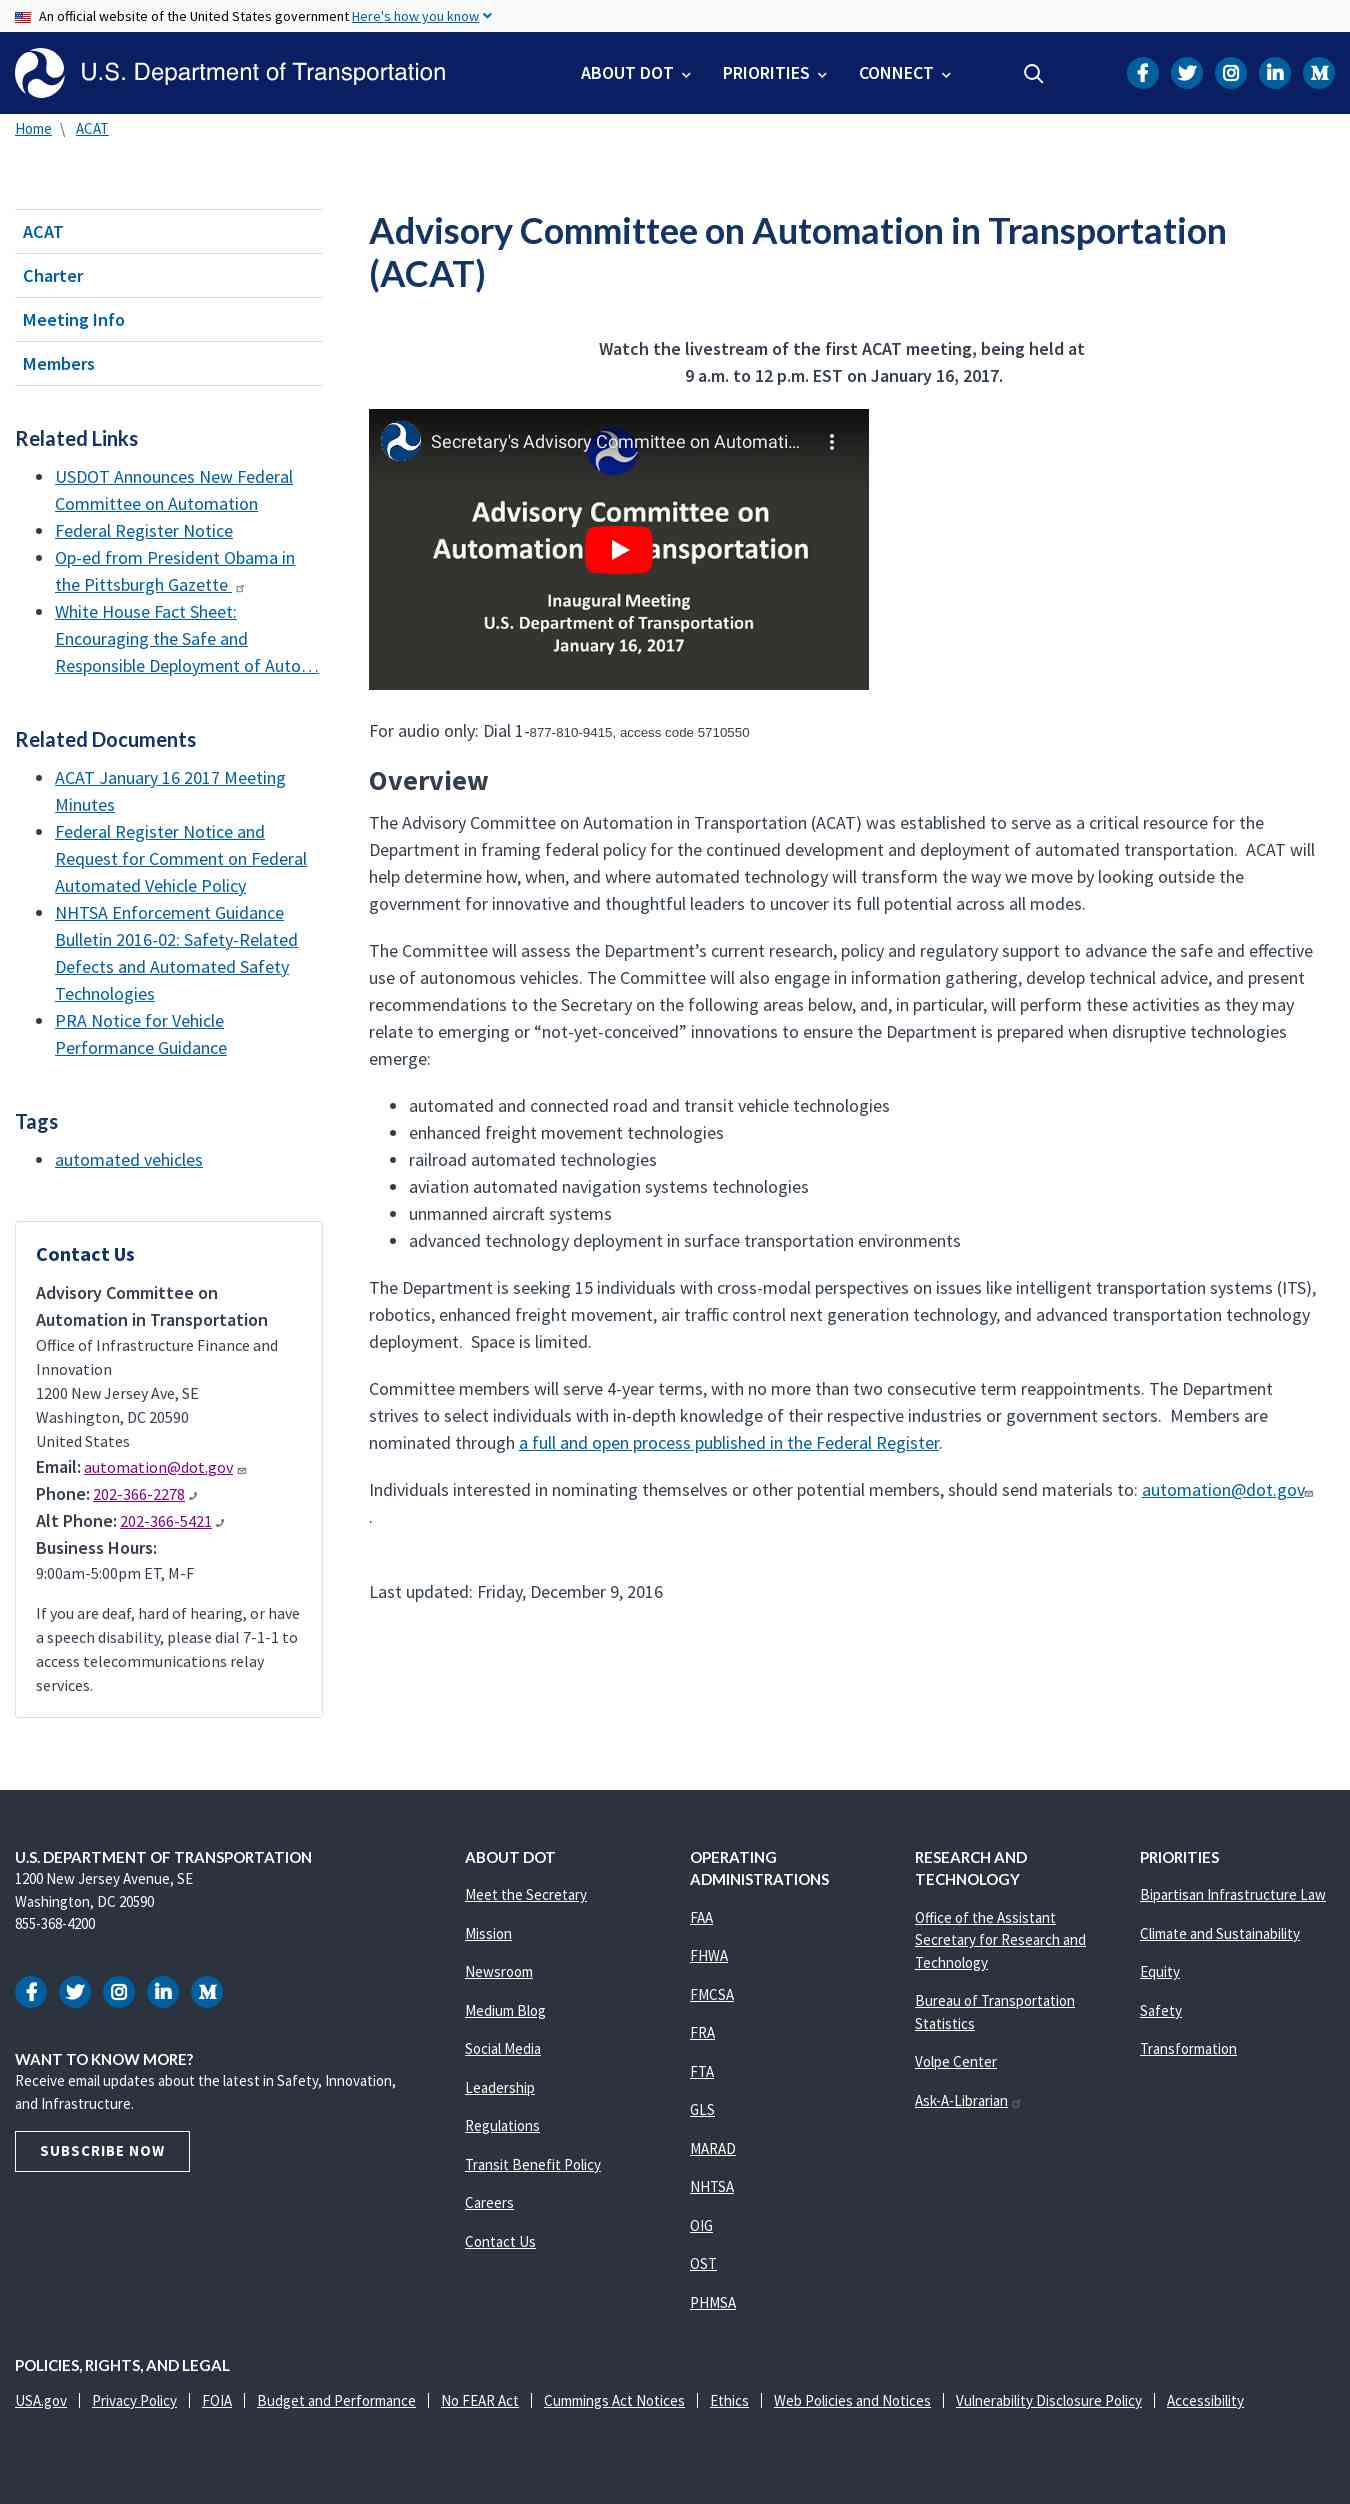 An official website of the United States government Here's how you know
U.S. Department of Transportation
ABOUT DOT PRIORITIES CONNECT
Home \ ACAT
ACAT
Charter
Meeting Info
Members
Related Links
USDOT Announces New Federal
Committee on Automation
Federal Register Notice
Op-ed from President Obama in
the Pittsburgh Gazette
White House Fact Sheet:
Encouraging the Safe and
Responsible Deployment of Auto…
Related Documents
ACAT January 16 2017 Meeting
Minutes
Federal Register Notice and
Request for Comment on Federal
Automated Vehicle Policy
NHTSA Enforcement Guidance
Bulletin 2016-02: Safety-Related
Defects and Automated Safety
Technologies
PRA Notice for Vehicle
Performance Guidance
Tags
automated vehicles
Contact Us
Advisory Committee on
Automation in Transportation
Office of Infrastructure Finance and
Innovation
1200 New Jersey Ave, SE
Washington, DC 20590
United States
Email: automation@dot.gov
Phone: 202-366-2278
Alt Phone: 202-366-5421
Business Hours:
9:00am-5:00pm ET, M-F
If you are deaf, hard of hearing, or have
a speech disability, please dial 7-1-1 to
access telecommunications relay
services.
Advisory Committee on Automation in Transportation
(ACAT)
Watch the livestream of the first ACAT meeting, being held at
9 a.m. to 12 p.m. EST on January 16, 2017.
Secretary's Advisory Committee on Automati...
Advisory Committee on
Automation Transportation
Inaugural Meeting
U.S. Department of Transportation
January 16, 2017
For audio only: Dial 1-877-810-9415, access code 5710550
Overview
The Advisory Committee on Automation in Transportation (ACAT) was established to serve as a critical resource for the
Department in framing federal policy for the continued development and deployment of automated transportation.  ACAT will
help determine how, when, and where automated technology will transform the way we move by looking outside the
government for innovative and thoughtful leaders to uncover its full potential across all modes.
The Committee will assess the Department’s current research, policy and regulatory support to advance the safe and effective
use of autonomous vehicles. The Committee will also engage in information gathering, develop technical advice, and present
recommendations to the Secretary on the following areas below, and, in particular, will perform these activities as they may
relate to emerging or “not-yet-conceived” innovations to ensure the Department is prepared when disruptive technologies
emerge:
automated and connected road and transit vehicle technologies
enhanced freight movement technologies
railroad automated technologies
aviation automated navigation systems technologies
unmanned aircraft systems
advanced technology deployment in surface transportation environments
The Department is seeking 15 individuals with cross-modal perspectives on issues like intelligent transportation systems (ITS),
robotics, enhanced freight movement, air traffic control next generation technology, and advanced transportation technology
deployment.  Space is limited.
Committee members will serve 4-year terms, with no more than two consecutive term reappointments. The Department
strives to select individuals with in-depth knowledge of their respective industries or government sectors.  Members are
nominated through a full and open process published in the Federal Register.
Individuals interested in nominating themselves or other potential members, should send materials to: automation@dot.gov
.
Last updated: Friday, December 9, 2016
U.S. DEPARTMENT OF TRANSPORTATION
1200 New Jersey Avenue, SE
Washington, DC 20590
855-368-4200
WANT TO KNOW MORE?
Receive email updates about the latest in Safety, Innovation,
and Infrastructure.
SUBSCRIBE NOW
ABOUT DOT
Meet the Secretary
Mission
Newsroom
Medium Blog
Social Media
Leadership
Regulations
Transit Benefit Policy
Careers
Contact Us
OPERATING
ADMINISTRATIONS
FAA
FHWA
FMCSA
FRA
FTA
GLS
MARAD
NHTSA
OIG
OST
PHMSA
RESEARCH AND
TECHNOLOGY
Office of the Assistant
Secretary for Research and
Technology
Bureau of Transportation
Statistics
Volpe Center
Ask-A-Librarian
PRIORITIES
Bipartisan Infrastructure Law
Climate and Sustainability
Equity
Safety
Transformation
POLICIES, RIGHTS, AND LEGAL
USA.gov Privacy Policy FOIA Budget and Performance No FEAR Act Cummings Act Notices Ethics Web Policies and Notices Vulnerability Disclosure Policy Accessibility